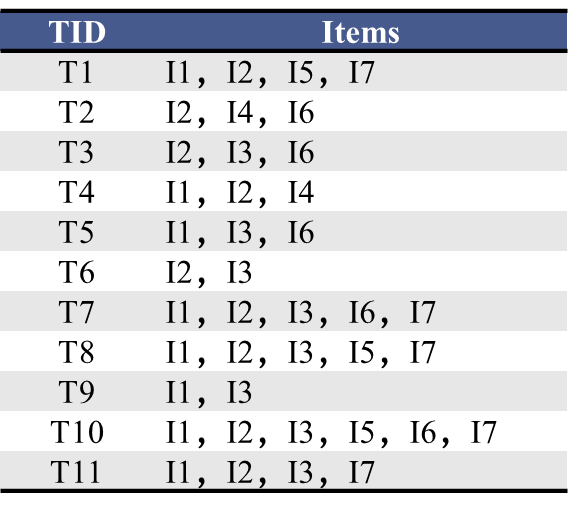 TID Items
T1 I1, I2, I5, I7
T2 I2, I4, I6
T3 I2, I3, I6
T4 I1, I2, I4
T5 I1, I3, I6
T6 I2, I3
T7 I1, I2, I3, I6, I7
T8 I1, I2, I3, I5, I7
T9 I1, I3
T10 I1, I2, I3, I5, I6, I7
T11 I1, I2, I3, I7